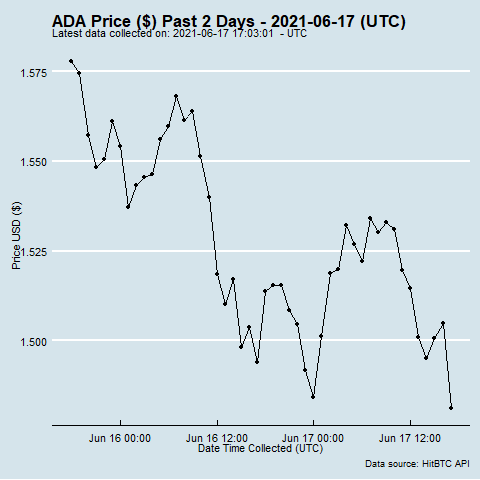 ADA Price ($) Past 2 Days - 2021-06-17 (UTC)
Latest data collected on: 2021-06-17 17:03:01 - UTC
1.575
1.550
1.525
1.500
Price USD ($)
Jun 16 00:00 Jun 16 12:00 Jun 17 00:00 Jun 17 12:00
Date Time Collected (UTC)
Data source: HitBTC API